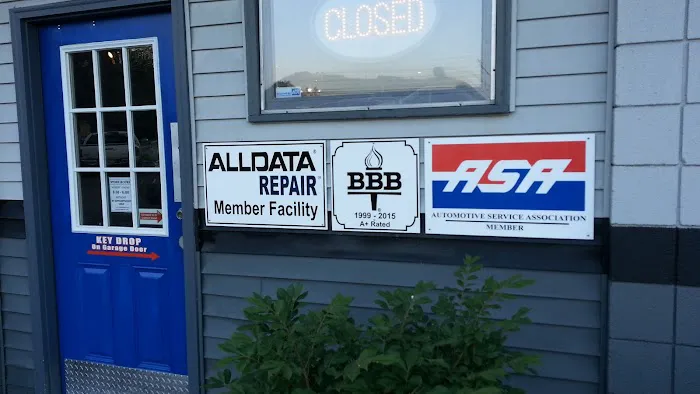 CLOSED
ALLDATA
REPAIR
Member Facility
BBB
1999 - 2015
A+ Rated
ASA
AUTOMOTIVE SERVICE ASSOCIATION
MEMBER
KEY DROP
On Garage Door